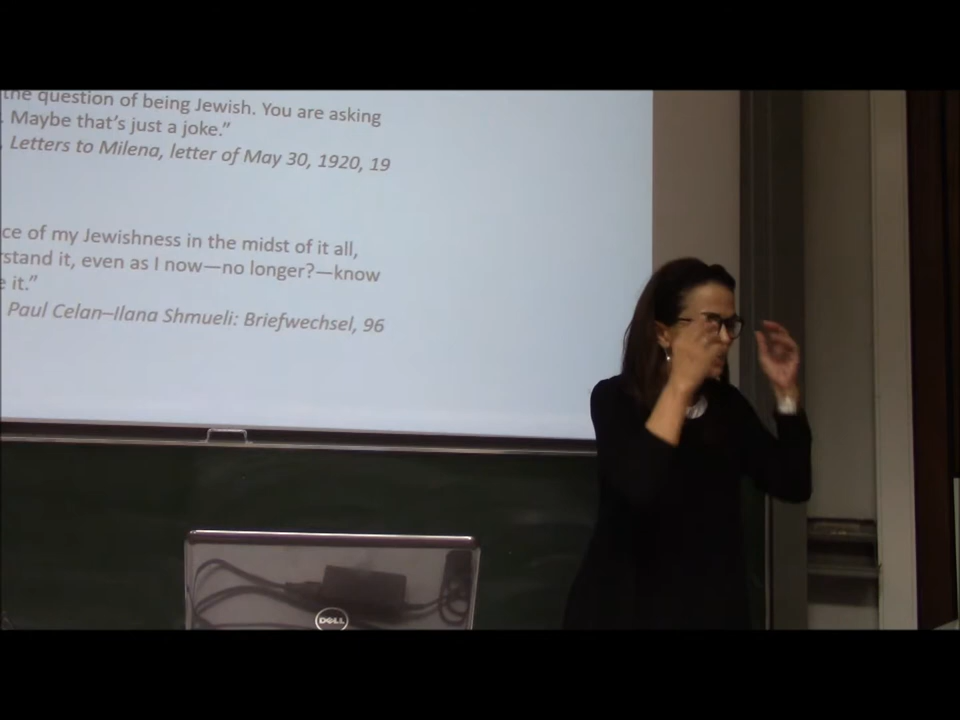 the question of being Jewish. You are asking
. Maybe that's just a joke."
Letters to Milena, letter of May 30, 1920, 19
ce of my Jewishness in the midst of it all,
rstand it, even as I now—no longer?—know
e it."
Paul Celan–Ilana Shmueli: Briefwechsel, 96
DELL